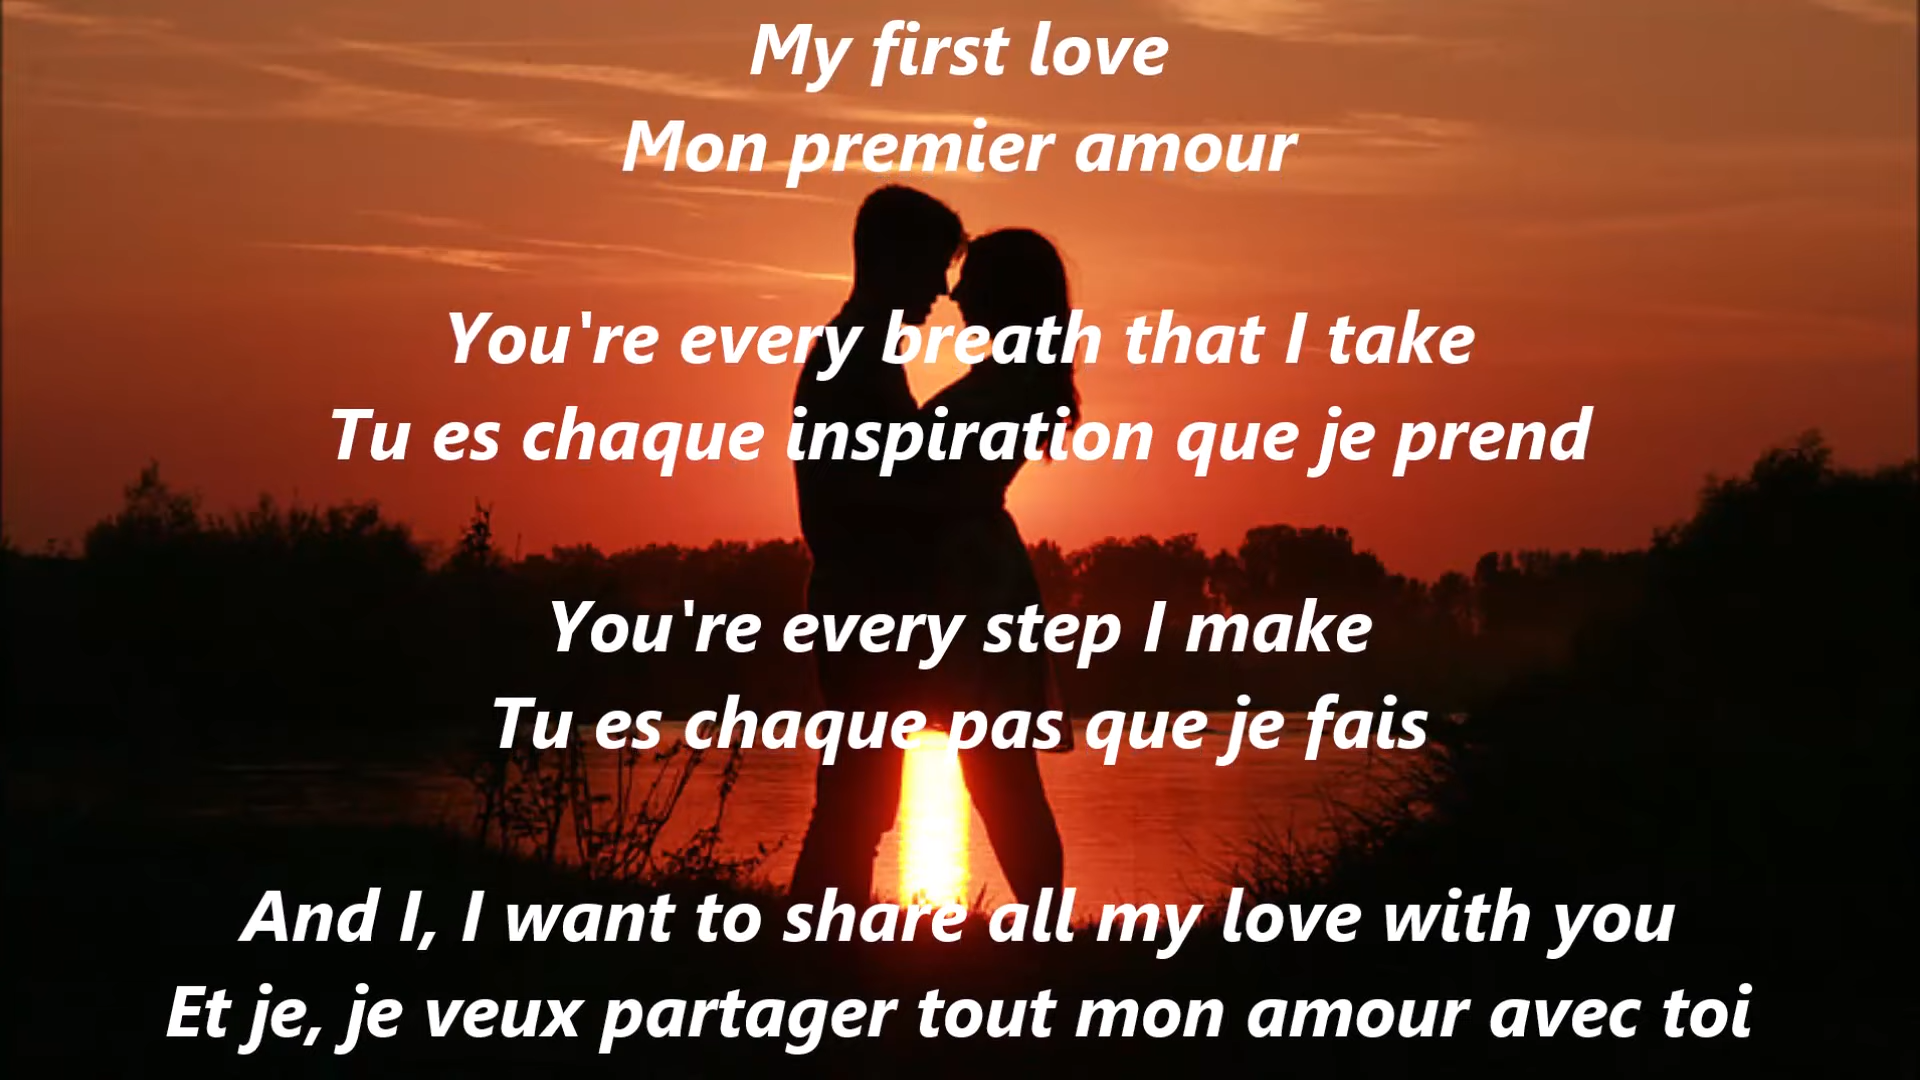 My first love
Mon premier amour
You're every breath that I take
Tu es chaque inspiration que je prend
You're every step I make
Tu es chaque pas que je fais
And I, I want to share all my love with you
Et je, je veux partager tout mon amour avec toi